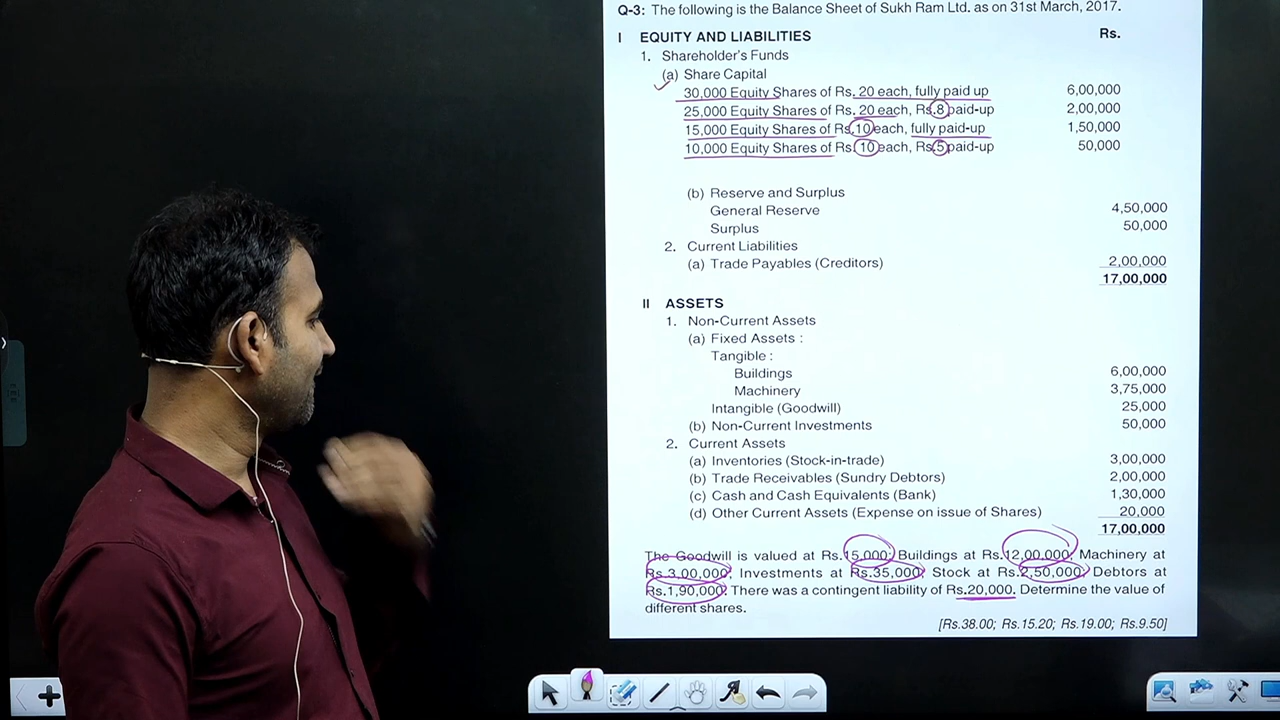 Q-3: The following is the Balance Sheet of Sukh Ram Ltd. as on 31st March, 2017.
I EQUITY AND LIABILITIES Rs.
1. Shareholder's Funds
(a) Share Capital
30,000 Equity Shares of Rs. 20 each, fully paid up 6,00,000
25,000 Equity Shares of Rs. 20 each, Rs.8 paid-up 2,00,000
15,000 Equity Shares of Rs.10 each, fully paid-up 1,50,000
10,000 Equity Shares of Rs. 10 each, Rs.5 paid-up 50,000
(b) Reserve and Surplus
General Reserve 4,50,000
Surplus 50,000
2. Current Liabilities
(a) Trade Payables (Creditors) 2,00,000
17,00,000
II ASSETS
1. Non-Current Assets
(a) Fixed Assets :
Tangible :
Buildings 6,00,000
Machinery 3,75,000
Intangible (Goodwill) 25,000
(b) Non-Current Investments 50,000
2. Current Assets
(a) Inventories (Stock-in-trade) 3,00,000
(b) Trade Receivables (Sundry Debtors) 2,00,000
(c) Cash and Cash Equivalents (Bank) 1,30,000
(d) Other Current Assets (Expense on issue of Shares) 20,000
17,00,000
The Goodwill is valued at Rs.15,000; Buildings at Rs.12,00,000; Machinery at
Rs.3,00,000; Investments at Rs.35,000; Stock at Rs.2,50,000; Debtors at
Rs.1,90,000. There was a contingent liability of Rs.20,000. Determine the value of
different shares.
[Rs.38.00; Rs.15.20; Rs.19.00; Rs.9.50]